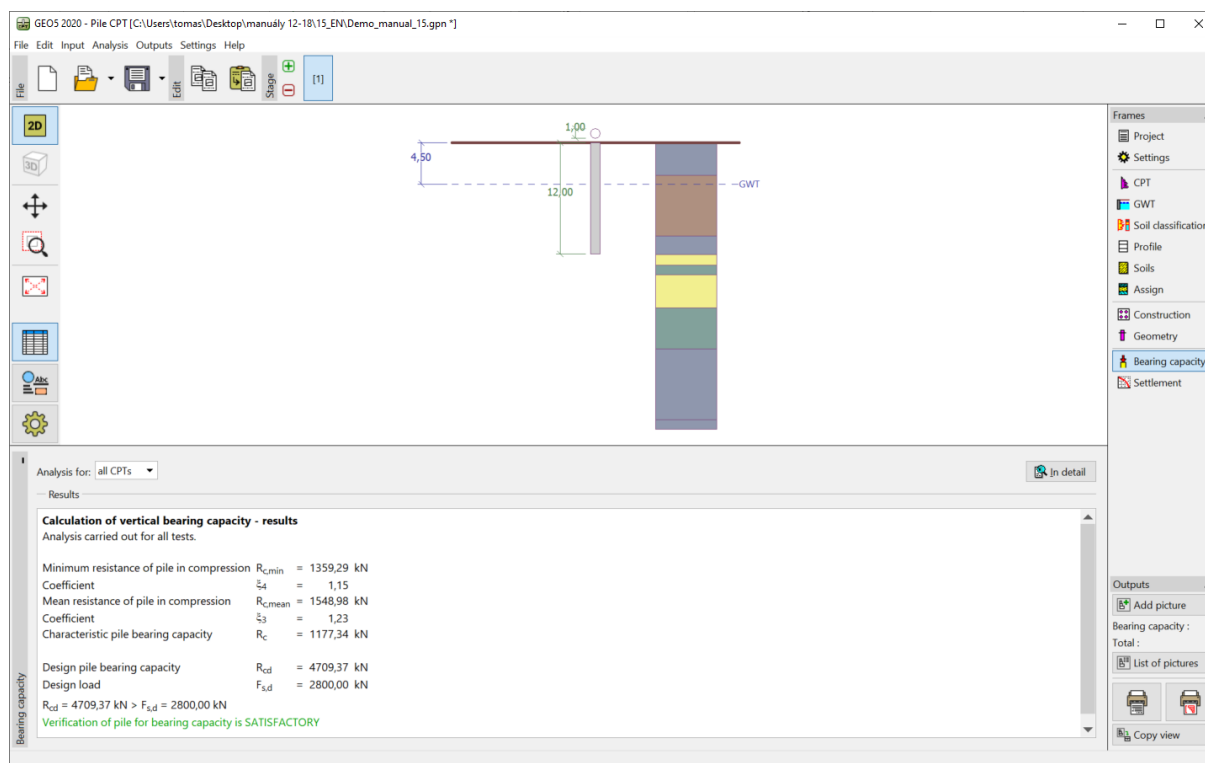 GEO5 2020 - Pile CPT [C:\Users\tomas\Desktop\manuály 12-18\15_EN\Demo_manual_15.gpn *]
File Edit Input Analysis Outputs Settings Help
File
Edit
Stage
[1]
2D
3D
1,00
4,50
12,00
GWT
Frames
Project
Settings
CPT
GWT
Soil classification
Profile
Soils
Assign
Construction
Geometry
Bearing capacity
Settlement
Abc
Analysis for: all CPTs
In detail
Results
Calculation of vertical bearing capacity - results
Analysis carried out for all tests.
Minimum resistance of pile in compression Rc,min = 1359,29 kN
Coefficient ξ4 = 1,15
Mean resistance of pile in compression Rc,mean = 1548,98 kN
Coefficient ξ3 = 1,23
Characteristic pile bearing capacity Rc = 1177,34 kN
Design pile bearing capacity Rcd = 4709,37 kN
Design load Fs,d = 2800,00 kN
Rcd = 4709,37 kN > Fs,d = 2800,00 kN
Verification of pile for bearing capacity is SATISFACTORY
Bearing capacity
Outputs
Add picture
Bearing capacity :
Total :
List of pictures
Copy view